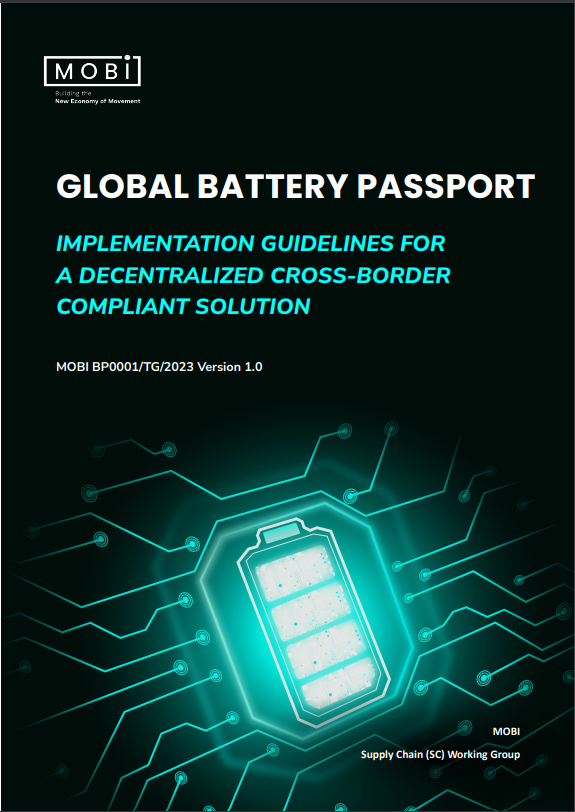 MOBI
Building the
New Economy of Movement
GLOBAL BATTERY PASSPORT
IMPLEMENTATION GUIDELINES FOR
A DECENTRALIZED CROSS-BORDER
COMPLIANT SOLUTION
MOBI BP0001/TG/2023 Version 1.0
MOBI
Supply Chain (SC) Working Group